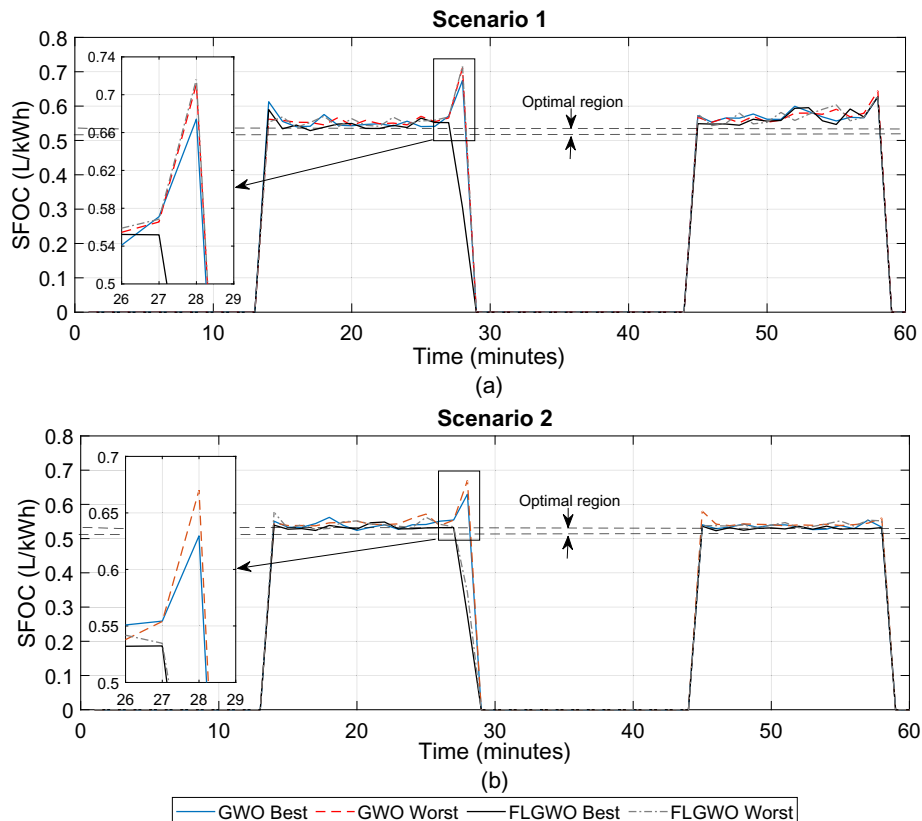 Scenario 1
SFOC (L/kWh)
0.8
0.7
0.6
0.5
0.4
0.3
0.2
0.1
0
0.74
0.7
0.66
0.62
0.58
0.54
0.5
26 27 28 29
Optimal region
0 10 20 30 40 50 60
Time (minutes)
(a)
Scenario 2
SFOC (L/kWh)
0.8
0.7
0.6
0.5
0.4
0.3
0.2
0.1
0
0.7
0.65
0.6
0.55
0.5
26 27 28 29
Optimal region
0 10 20 30 40 50 60
Time (minutes)
(b)
GWO Best GWO Worst FLGWO Best FLGWO Worst